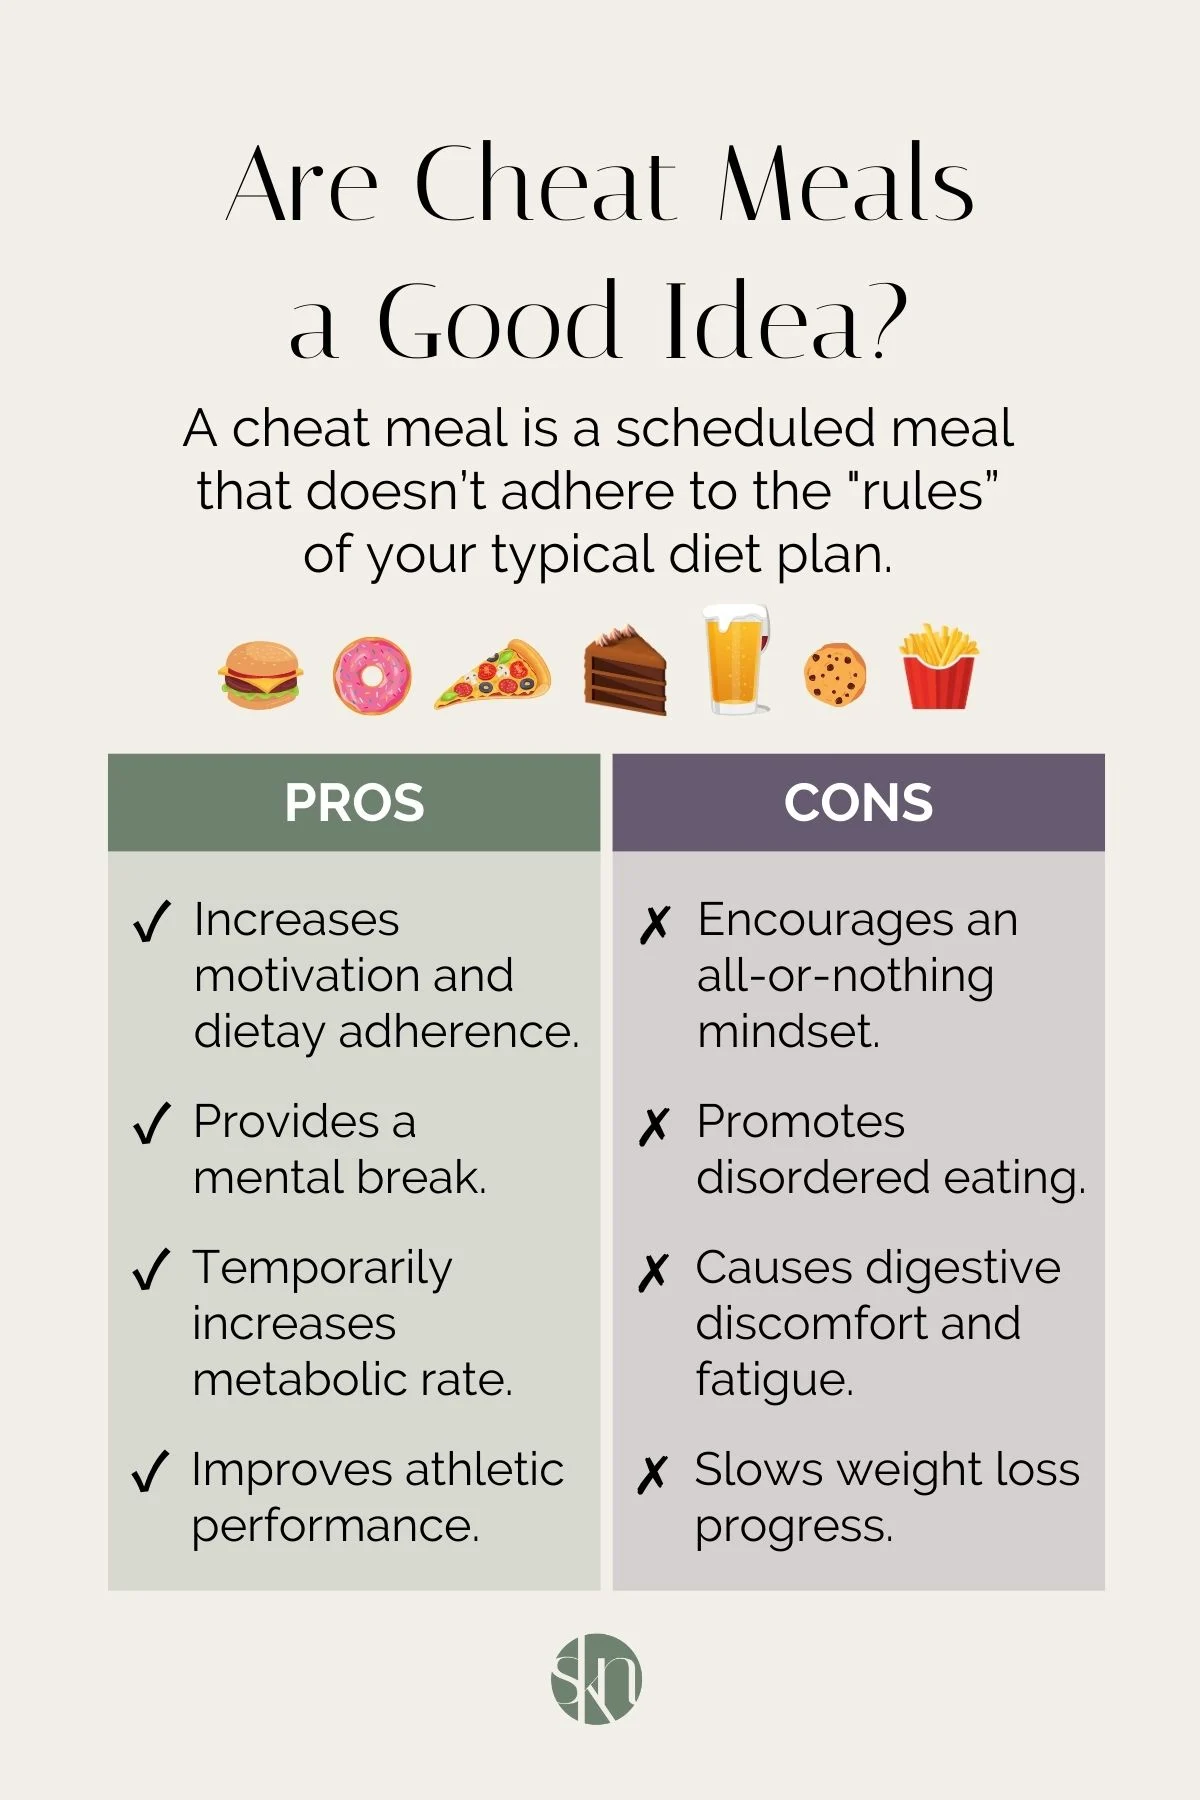 Are Cheat Meals
a Good Idea?
A cheat meal is a scheduled meal
that doesn’t adhere to the "rules”
of your typical diet plan.
PROS
✓ Increases
motivation and
dietay adherence.
✓ Provides a
mental break.
✓ Temporarily
increases
metabolic rate.
✓ Improves athletic
performance.
CONS
✗ Encourages an
all-or-nothing
mindset.
✗ Promotes
disordered eating.
✗ Causes digestive
discomfort and
fatigue.
✗ Slows weight loss
progress.
skn